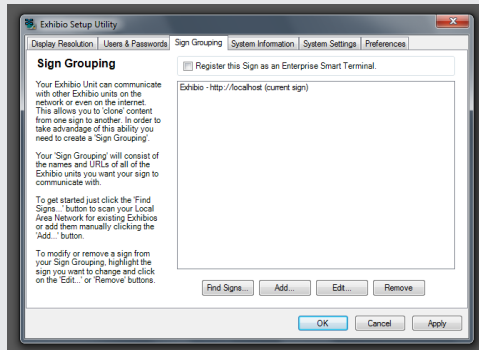 Exhibio Setup Utility
Display Resolution Users & Passwords Sign Grouping System Information System Settings Preferences
Sign Grouping
Register this Sign as an Enterprise Smart Terminal.
Your Exhibio Unit can communicate
with other Exhibio units on the
network or even on the internet.
This allows you to 'clone' content
from one sign to another. In order to
take advandage of this ability you
need to create a 'Sign Grouping'.
Your 'Sign Grouping' will consist of
the names and URLs of all of the
Exhibio units you want your sign to
communicate with.
To get started just click the 'Find
Signs...' button to scan your Local
Area Network for existing Exhibios
or add them manually clicking the
'Add...' button.
To modify or remove a sign from
your Sign Grouping, highlight the
sign you want to change and click
on the 'Edit...' or 'Remove' buttons.
Exhibio - http://localhost (current sign)
Find Signs... Add... Edit... Remove
OK Cancel Apply